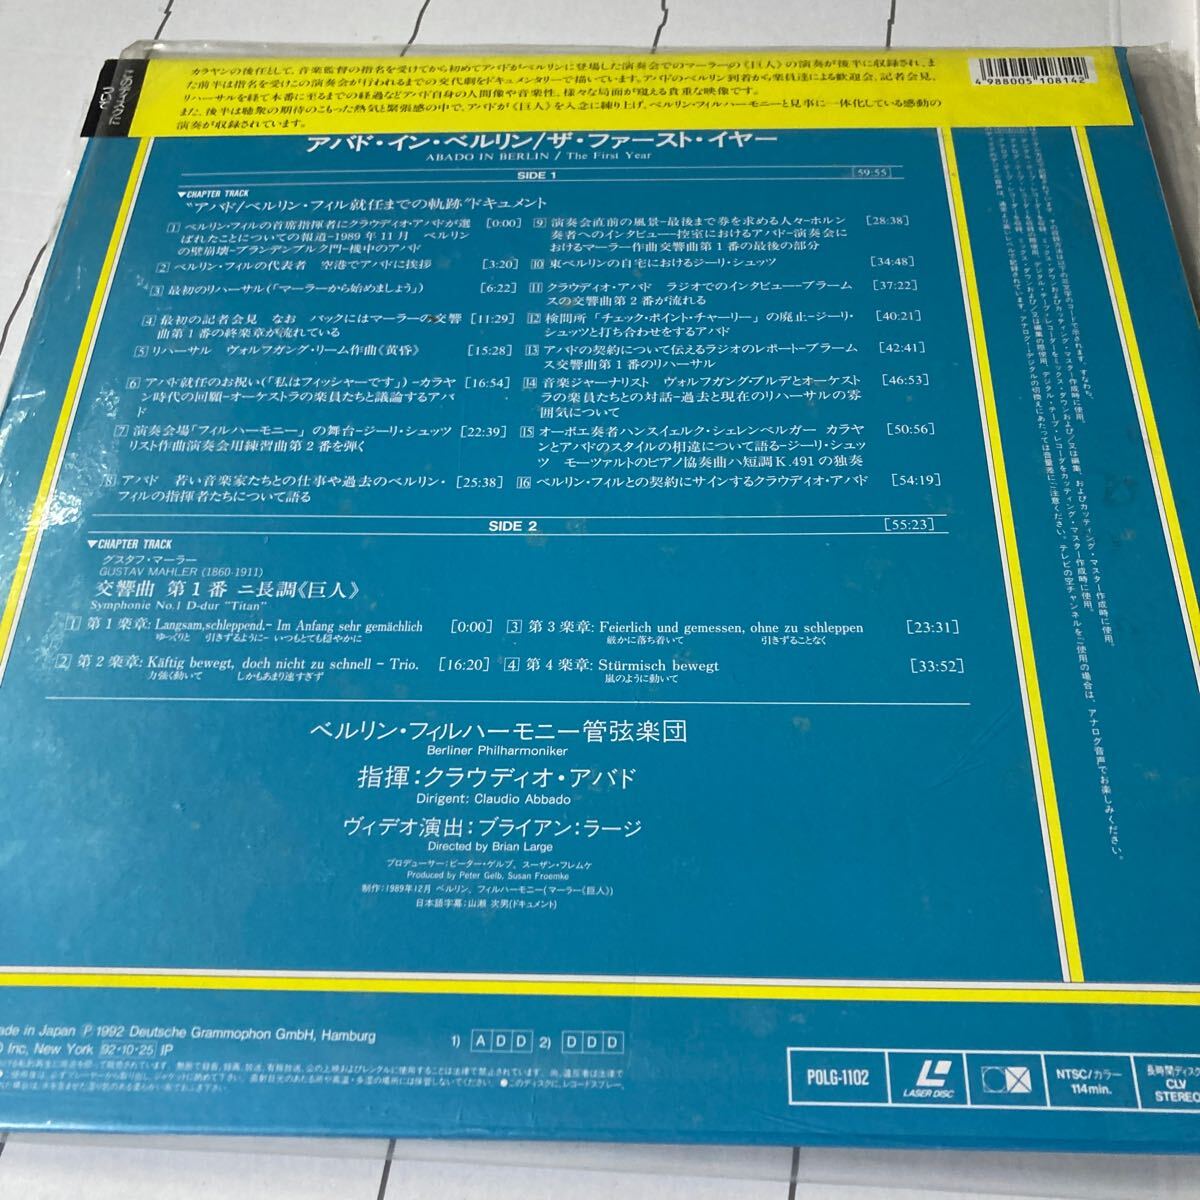 カラヤンの後任として、音楽監督の指名を受けてから初めてアバドがベルリンに登場した演奏会でのマーラーの《巨人》の演奏が後半に収録され、ま
た前半は指名を受けこの演奏会が行われるまでの交代劇をドキュメンタリーで描いています。アバドのベルリン到着から楽員達による歓迎会、記者会見、
リハーサルを経て本番に至るまでの経過などアバド自身の人間像や音楽性、様々な局面が窺える貴重な映像です。
また、後半は聴衆の期待のこもった熱気と緊張感の中で、アバドが《巨人》を入念に練り上げ、ベルリン・フィルハーモニーと見事に一体化している感動の
演奏が収録されています。
4 988005 108142
アバド・イン・ベルリン/ザ・ファースト・イヤー
ABADO IN BERLIN / The First Year
SIDE 1 [59:55]
▼CHAPTER TRACK
“アバド/ベルリン・フィル就任までの軌跡”ドキュメント
1 ベルリン・フィルの首席指揮者にクラウディオ・アバドが選 [0:00]
ばれたことについての報道−1989年11月 ベルリン
の壁崩壊−ブランデンブルク門−機中のアバド
2 ベルリン・フィルの代表者 空港でアバドに挨拶 [3:20]
3 最初のリハーサル(「マーラーから始めましょう」) [6:22]
4 最初の記者会見 なお バックにはマーラーの交響 [11:29]
曲第1番の終楽章が流れている
5 リハーサル ヴォルフガング・リーム作曲《黄昏》 [15:28]
6 アバド就任のお祝い(「私はフィッシャーです」)−カラヤ [16:54]
ン時代の回顧−オーケストラの楽員たちと議論するアバ
ド
7 演奏会場「フィルハーモニー」の舞台−ジーリ・シュッツ [22:39]
リスト作曲演奏会用練習曲第2番を弾く
8 アバド 若い音楽家たちとの仕事や過去のベルリン・ [25:38]
フィルの指揮者たちについて語る
9 演奏会直前の風景−最後まで券を求める人々−ホルン [28:38]
奏者へのインタビュー−控室におけるアバド−演奏会に
おけるマーラー作曲交響曲第1番の最後の部分
10 東ベルリンの自宅におけるジーリ・シュッツ [34:48]
11 クラウディオ・アバド ラジオでのインタビュー−ブラーム [37:22]
スの交響曲第2番が流れる
12 検問所「チェック・ポイント・チャーリー」の廃止−ジーリ・ [40:21]
シュッツと打ち合わせをするアバド
13 アバドの契約について伝えるラジオのレポート−ブラーム [42:41]
ス交響曲第1番のリハーサル
14 音楽ジャーナリスト ヴォルフガング・ブルデとオーケスト [46:53]
ラの楽員たちとの対話−過去と現在のリハーサルの雰
囲気について
15 オーボエ奏者ハンスイェルク・シェレンベルガー カラヤ [50:56]
ンとアバドのスタイルの相違について語る−ジーリ・シュッ
ツ モーツァルトのピアノ協奏曲ハ短調K.491の独奏
16 ベルリン・フィルとの契約にサインするクラウディオ・アバド [54:19]
SIDE 2 [55:23]
▼CHAPTER TRACK
グスタフ・マーラー
GUSTAV MAHLER (1860-1911)
交響曲 第1番 ニ長調《巨人》
Symphonie No.1 D-dur “Titan”
1 第1楽章: Langsam, schleppend.- Im Anfang sehr gemächlich [0:00]
ゆっくりと 引きずるように− いつもとても穏やかに
2 第2楽章: Käftig bewegt, doch nicht zu schnell − Trio. [16:20]
力強く動いて しかもあまり速すぎず
3 第3楽章: Feierlich und gemessen, ohne zu schleppen [23:31]
厳かに落ち着いて 引きずることなく
4 第4楽章: Stürmisch bewegt [33:52]
嵐のように動いて
ベルリン・フィルハーモニー管弦楽団
Berliner Philharmoniker
指揮:クラウディオ・アバド
Dirigent: Claudio Abbado
ヴィデオ演出:ブライアン・ラージ
Directed by Brian Large
プロデューサー:ピーター・ゲルブ、スーザン・フレムケ
Produced by Peter Gelb, Susan Froemke
制作:1989年12月 ベルリン、フィルハーモニー(マーラー《巨人》)
日本語字幕:山瀬 次男(ドキュメント)
ade in Japan Ⓟ 1992 Deutsche Grammophon GmbH, Hamburg
Inc, New York 92・10・25 IP
1) A D D 2) D D D
POLG-1102
LASER DISC
NTSC/カラー
114min.
長時間ディスク
CLV
STEREO